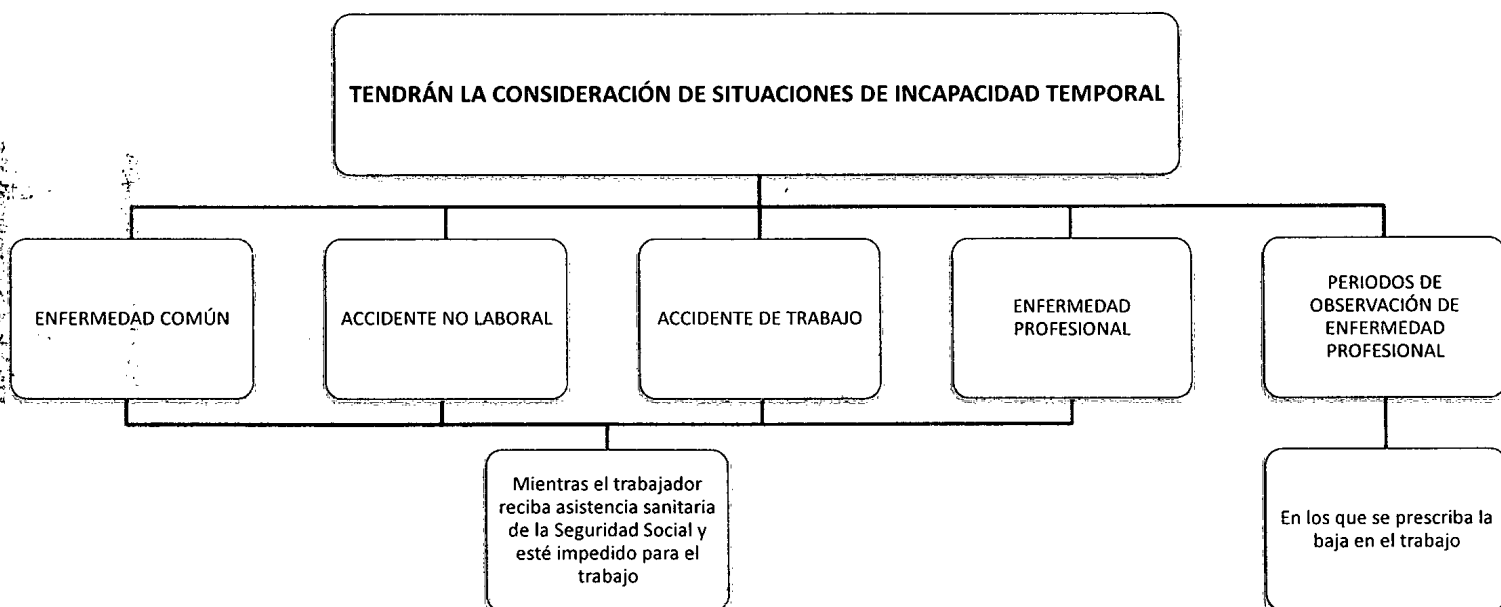 TENDRÁN LA CONSIDERACIÓN DE SITUACIONES DE INCAPACIDAD TEMPORAL
ENFERMEDAD COMÚN
ACCIDENTE NO LABORAL
ACCIDENTE DE TRABAJO
ENFERMEDAD
PROFESIONAL
PERIODOS DE
OBSERVACIÓN DE
ENFERMEDAD
PROFESIONAL
Mientras el trabajador
reciba asistencia sanitaria
de la Seguridad Social y
esté impedido para el
trabajo
En los que se prescriba la
baja en el trabajo